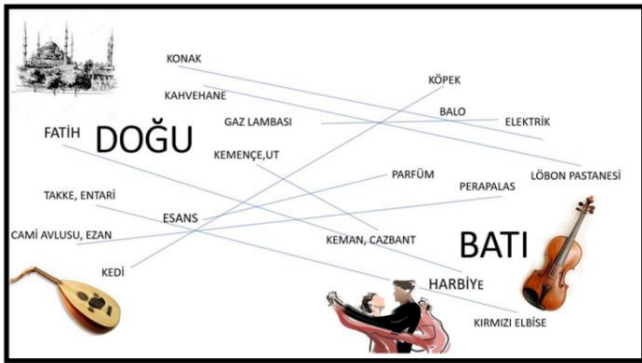 KONAK
KÖPEK
KAHVEHANE
BALO
GAZ LAMBASI
ELEKTRİK
FATİH
DOĞU
KEMENÇE,UT
PARFÜM
LÖBON PASTANESİ
TAKKE, ENTARİ
PERAPALAS
ESANS
CAMİ AVLUSU, EZAN
KEMAN, CAZBANT
BATI
KEDİ
HARBİYE
KIRMIZI ELBİSE